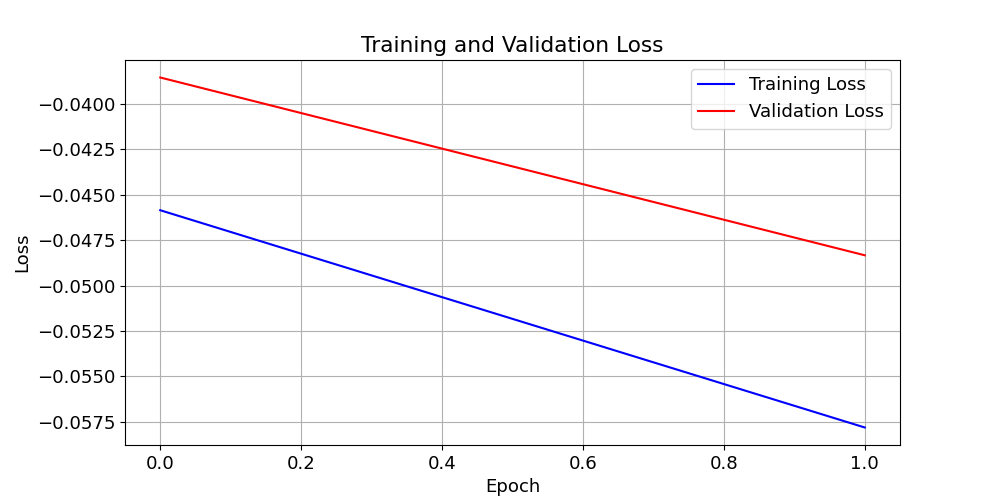 Training and Validation Loss
Training Loss
Validation Loss
−0.0400
−0.0425
−0.0450
−0.0475
−0.0500
−0.0525
−0.0550
−0.0575
Loss
0.0 0.2 0.4 0.6 0.8 1.0
Epoch